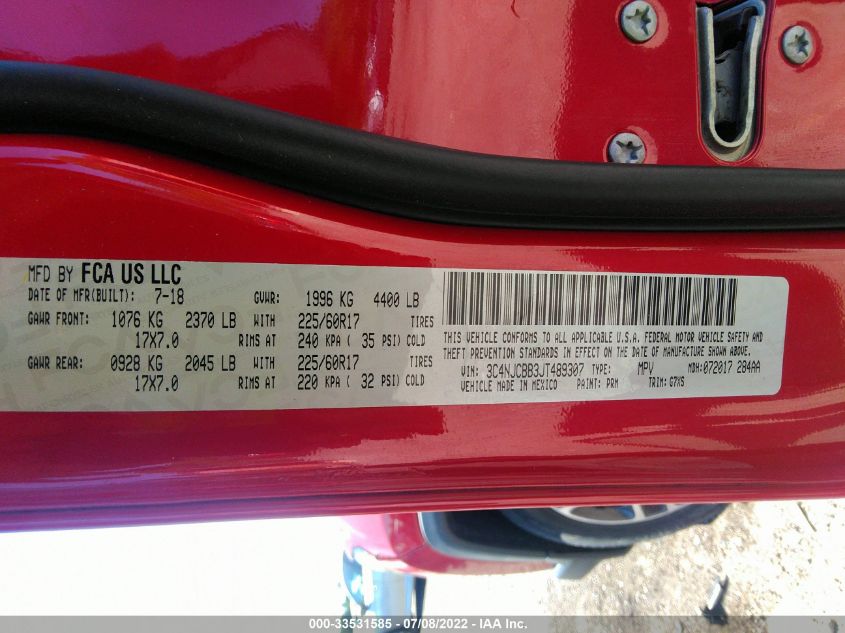 MFD BY FCA US LLC
DATE OF MFR(BUILT): 7-18 GVWR: 1996 KG 4400 LB
GAWR FRONT: 1076 KG 2370 LB WITH 225/60R17 TIRES
17X7.0 RIMS AT 240 KPA ( 35 PSI) COLD
GAWR REAR: 0928 KG 2045 LB WITH 225/60R17 TIRES
17X7.0 RIMS AT 220 KPA ( 32 PSI) COLD
THIS VEHICLE CONFORMS TO ALL APPLICABLE U.S.A. FEDERAL MOTOR VEHICLE SAFETY AND
THEFT PREVENTION STANDARDS IN EFFECT ON THE DATE OF MANUFACTURE SHOWN ABOVE.
VIN: 3C4NJCBB3JT489307 TYPE: MPV MDH:072017 284AA
VEHICLE MADE IN MEXICO PAINT: PRM TRIM: G7XS
000-33531585 - 07/08/2022 - IAA Inc.